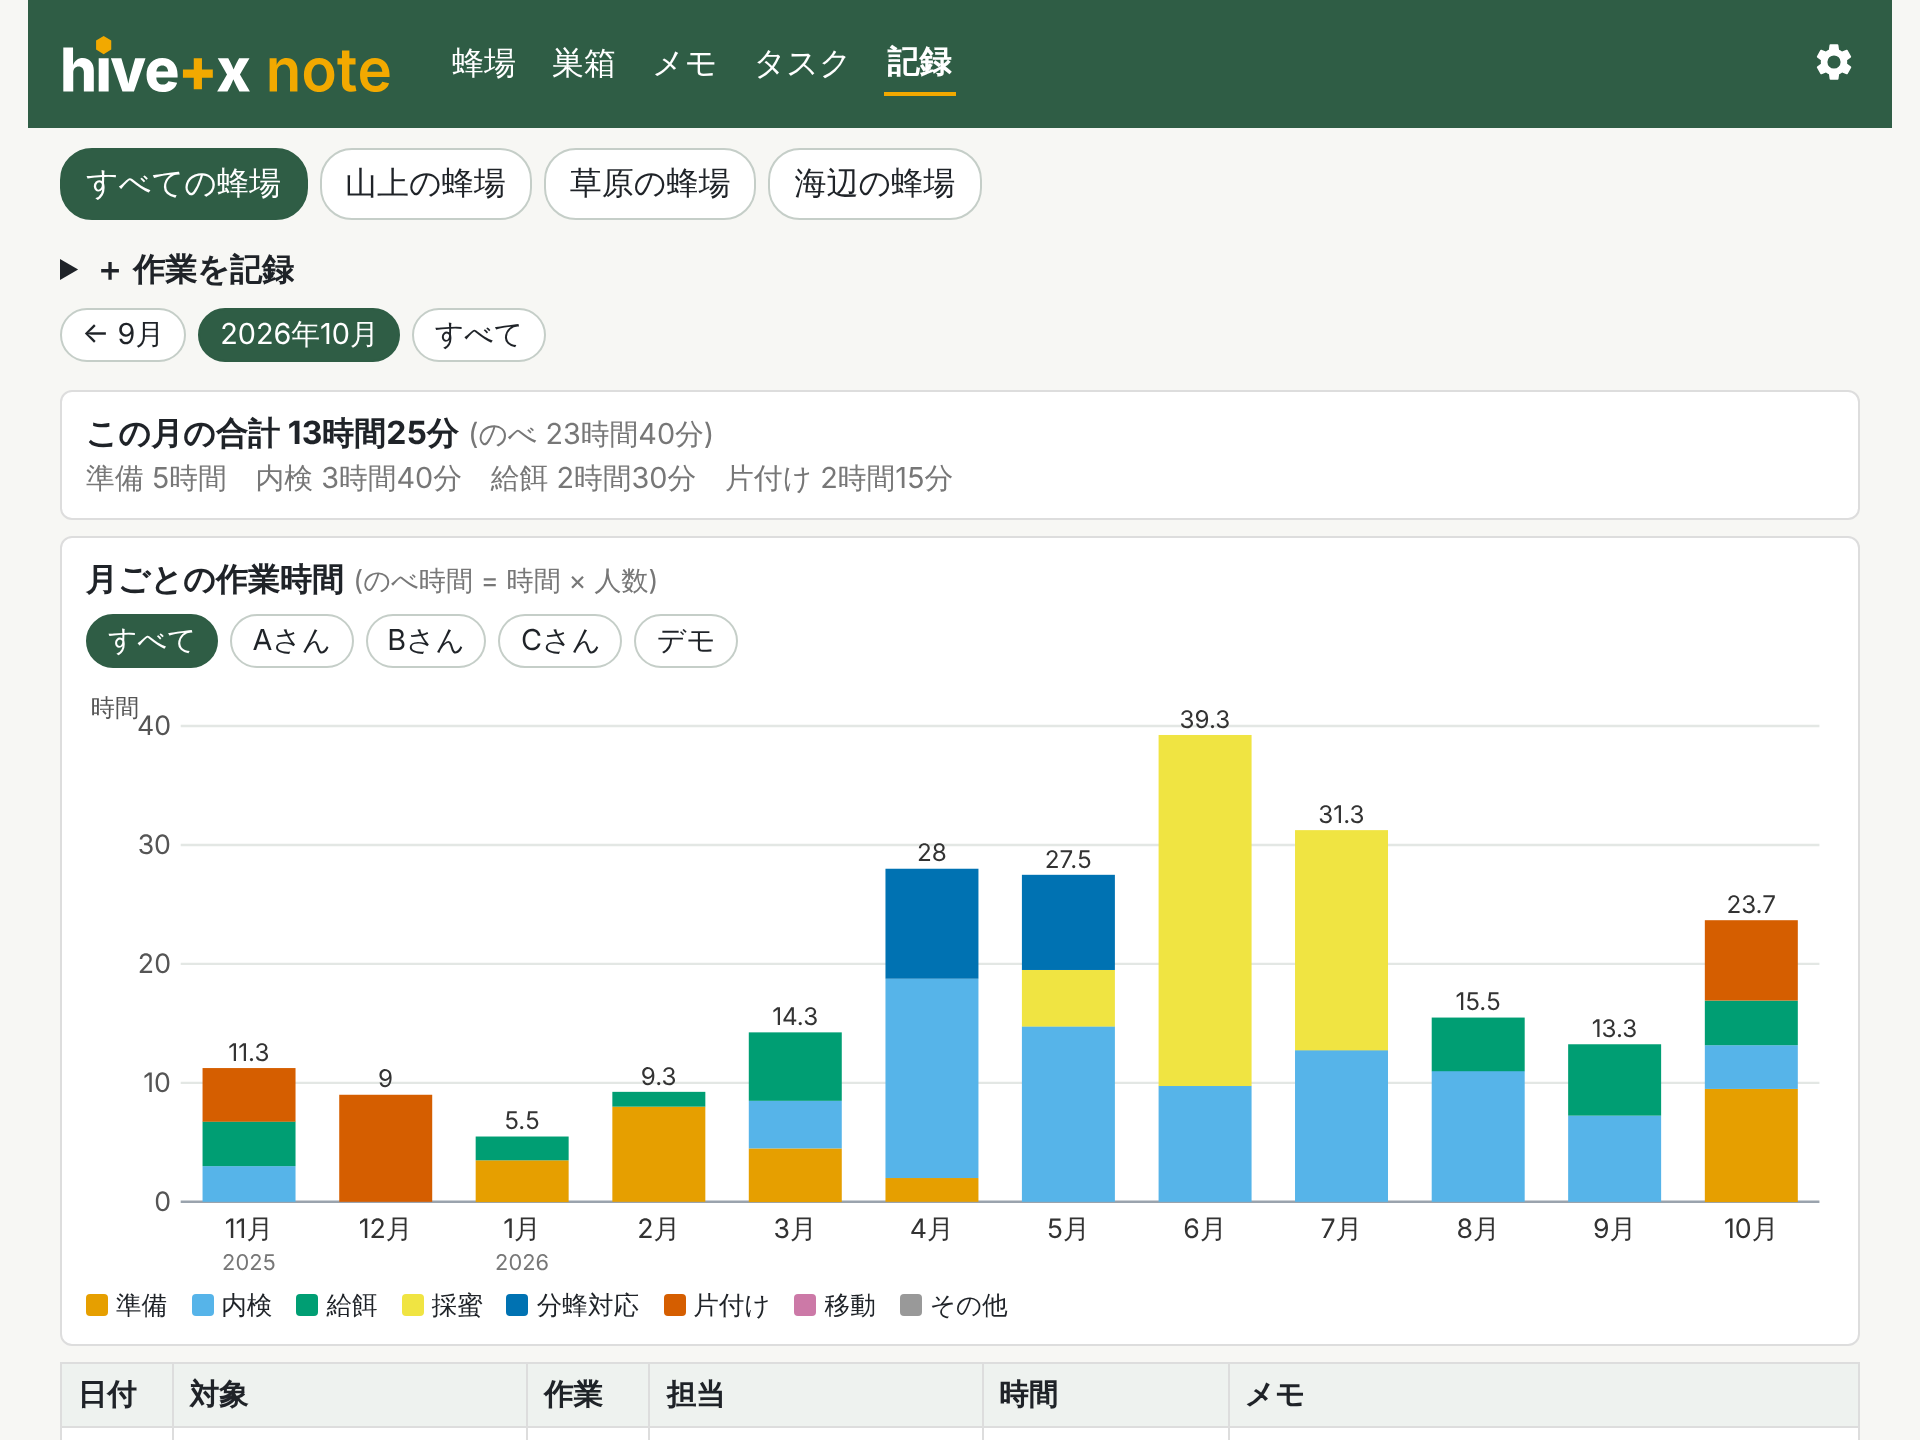 hive+x note 蜂場 巣箱 メモ タスク 記録
すべての蜂場 山上の蜂場 草原の蜂場 海辺の蜂場
▶ + 作業を記録
← 9月 2026年10月 すべて
この月の合計 13時間25分 (のべ 23時間40分)
準備 5時間 内検 3時間40分 給餌 2時間30分 片付け 2時間15分
月ごとの作業時間 (のべ時間 = 時間 × 人数)
すべて Aさん Bさん Cさん デモ
時間
40
30
20
10
0
11.3
9
5.5
9.3
14.3
28
27.5
39.3
31.3
15.5
13.3
23.7
11月 12月 1月 2月 3月 4月 5月 6月 7月 8月 9月 10月
2025 2026
準備 内検 給餌 採蜜 分蜂対応 片付け 移動 その他
日付 対象 作業 担当 時間 メモ